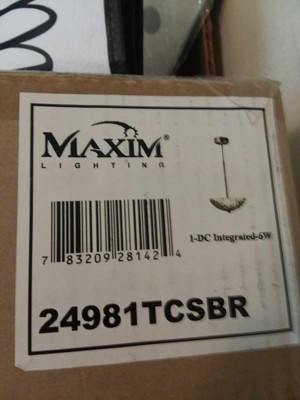 MAXIM®
LIGHTING
1-DC Integrated-6W
7 83209 28142 4
24981TCSBR